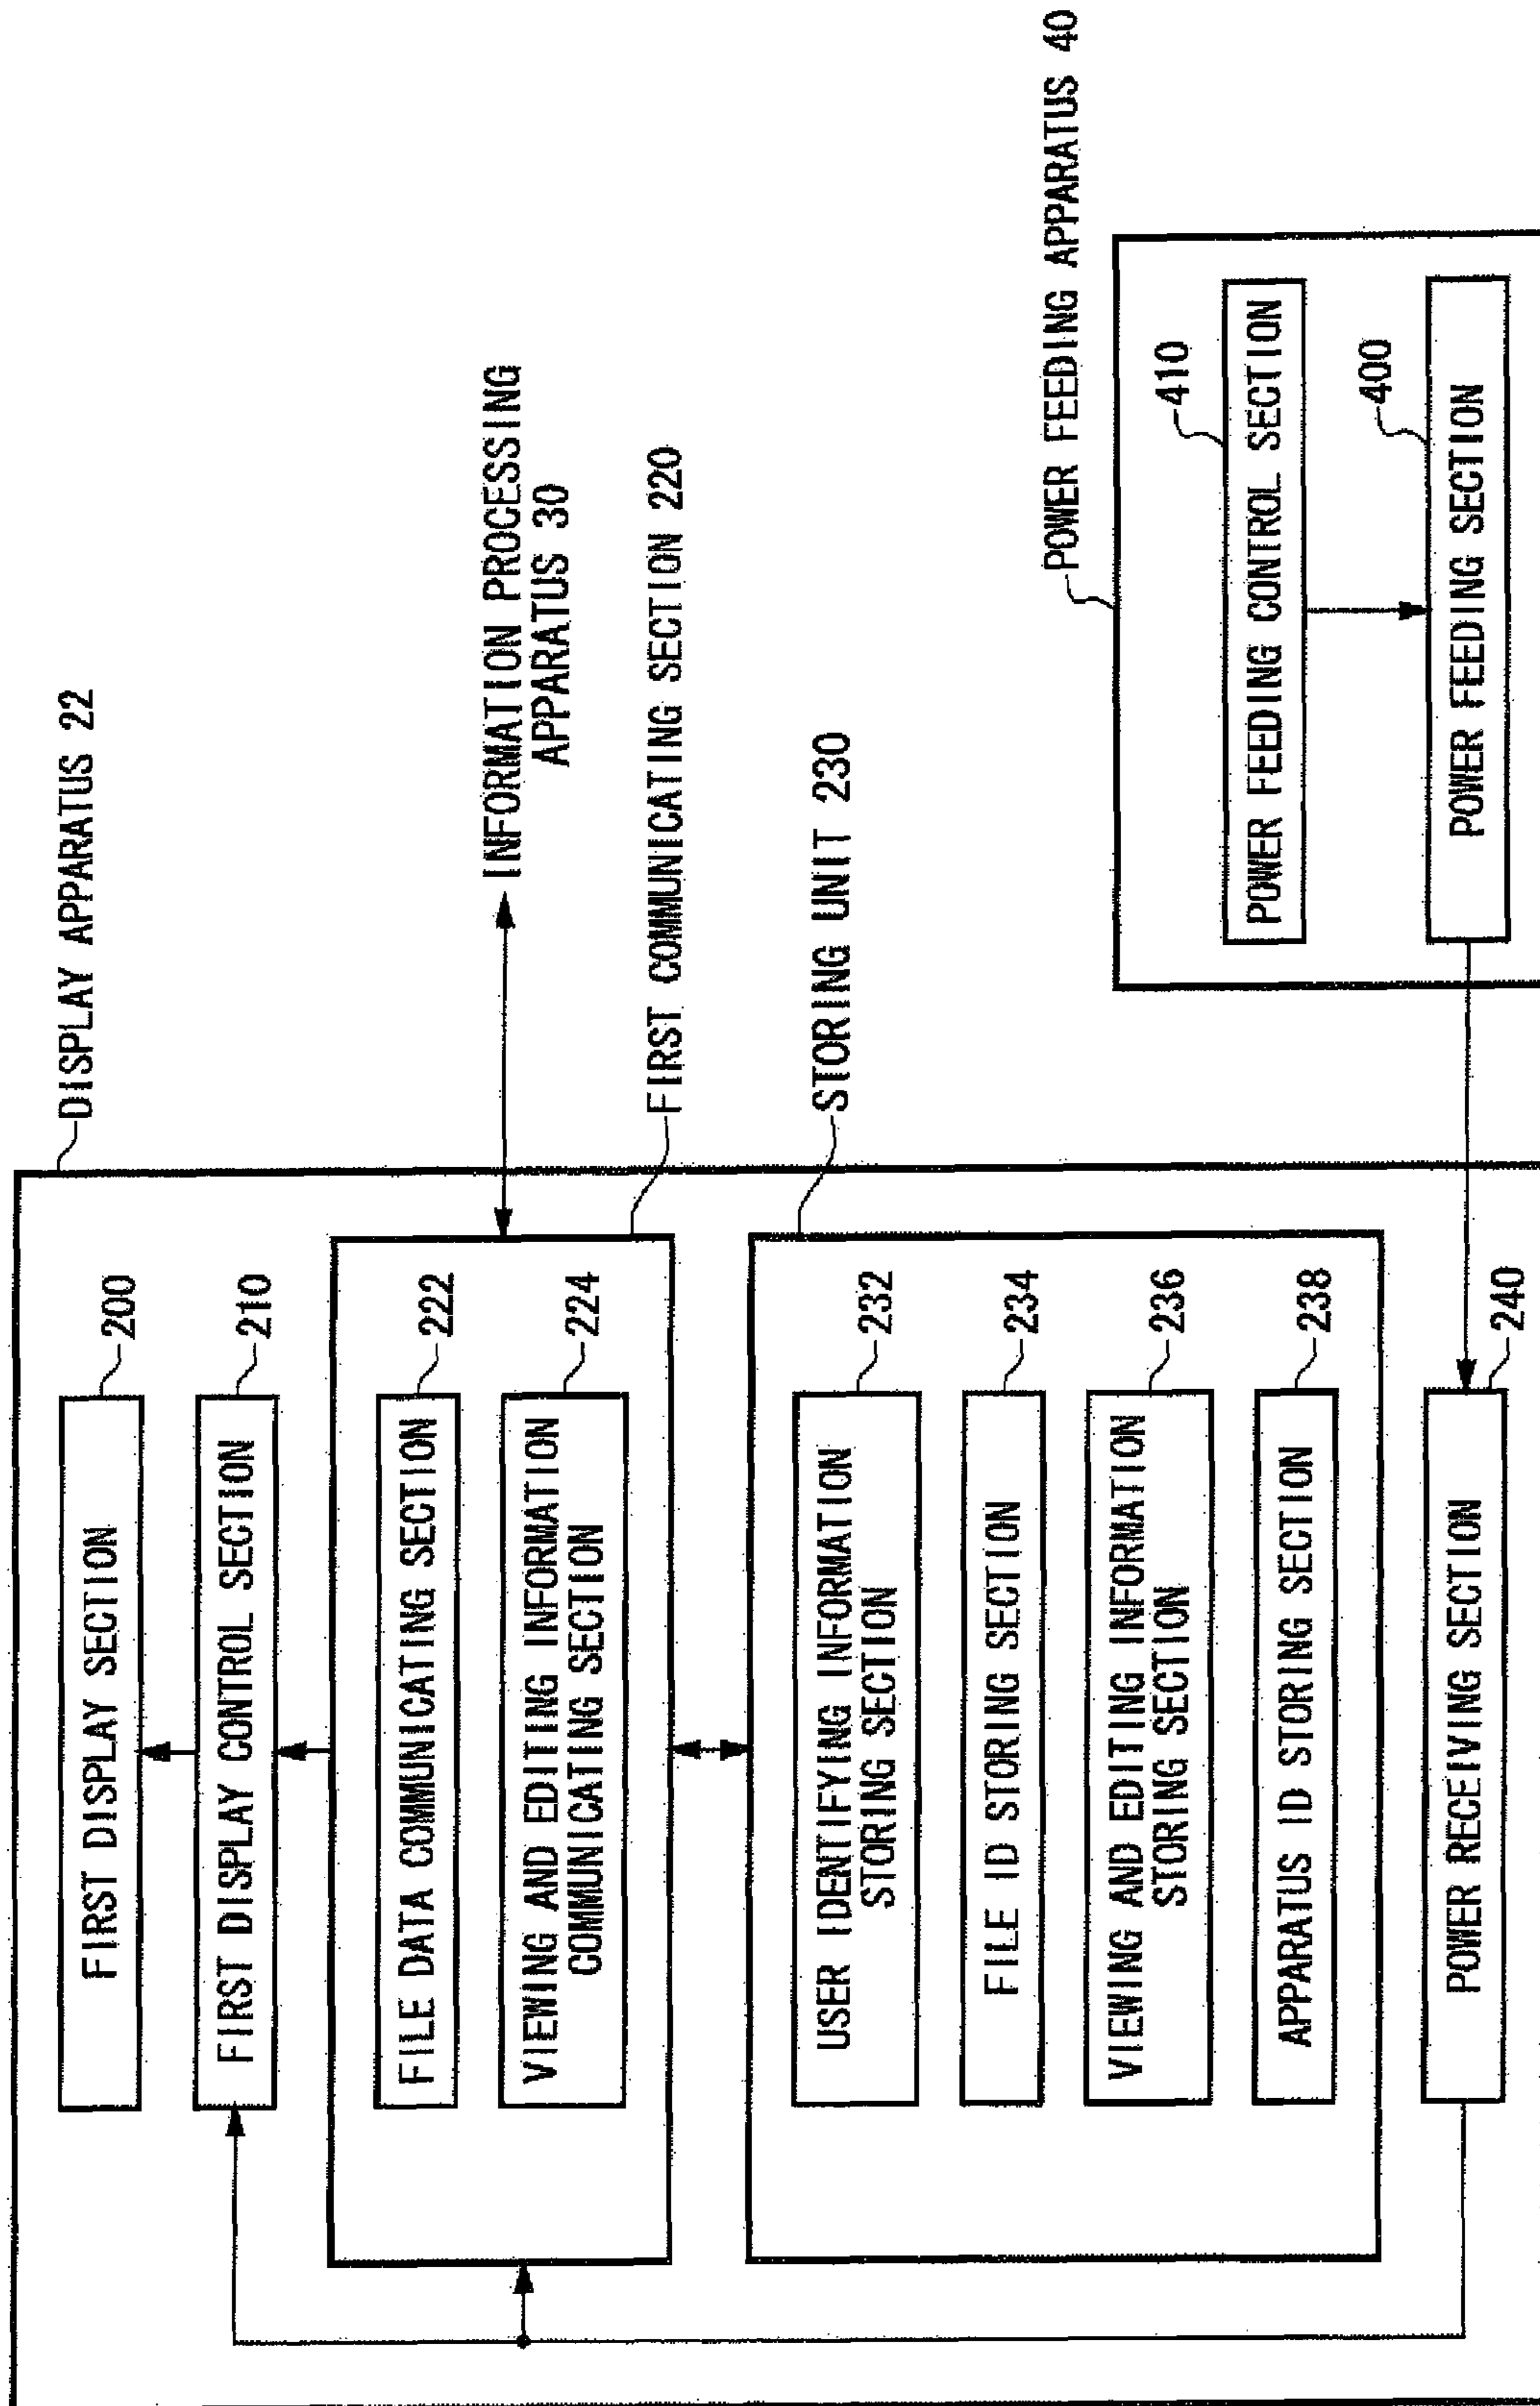 DISPLAY APPARATUS 22
FIRST DISPLAY SECTION
200
FIRST DISPLAY CONTROL SECTION
210
FILE DATA COMMUNICATING SECTION
222
VIEWING AND EDITING INFORMATION
COMMUNICATING SECTION
224
INFORMATION PROCESSING
APPARATUS 30
FIRST COMMUNICATING SECTION 220
STORING UNIT 230
USER IDENTIFYING INFORMATION
STORING SECTION
232
FILE ID STORING SECTION
234
VIEWING AND EDITING INFORMATION
STORING SECTION
236
APPARATUS ID STORING SECTION
238
POWER RECEIVING SECTION
240
POWER FEEDING APPARATUS 40
POWER FEEDING CONTROL SECTION
410
POWER FEEDING SECTION
400